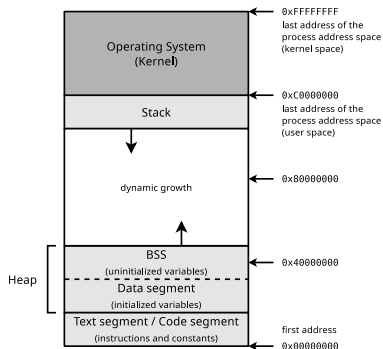 0xFFFFFFFF
last address of the
process address space
(kernel space)
Operating System
(Kernel)
0xC0000000
last address of the
process address space
(user space)
Stack
0x80000000
dynamic growth
BSS
(uninitialized variables)
0x40000000
Heap
Data segment
(initialized variables)
Text segment / Code segment
(instructions and constants)
first address
0x00000000